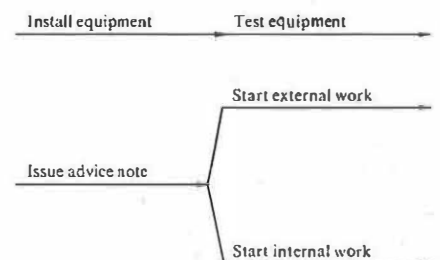 Install equipment
Test equipment
Start external work
Issue advice note
Start internal work